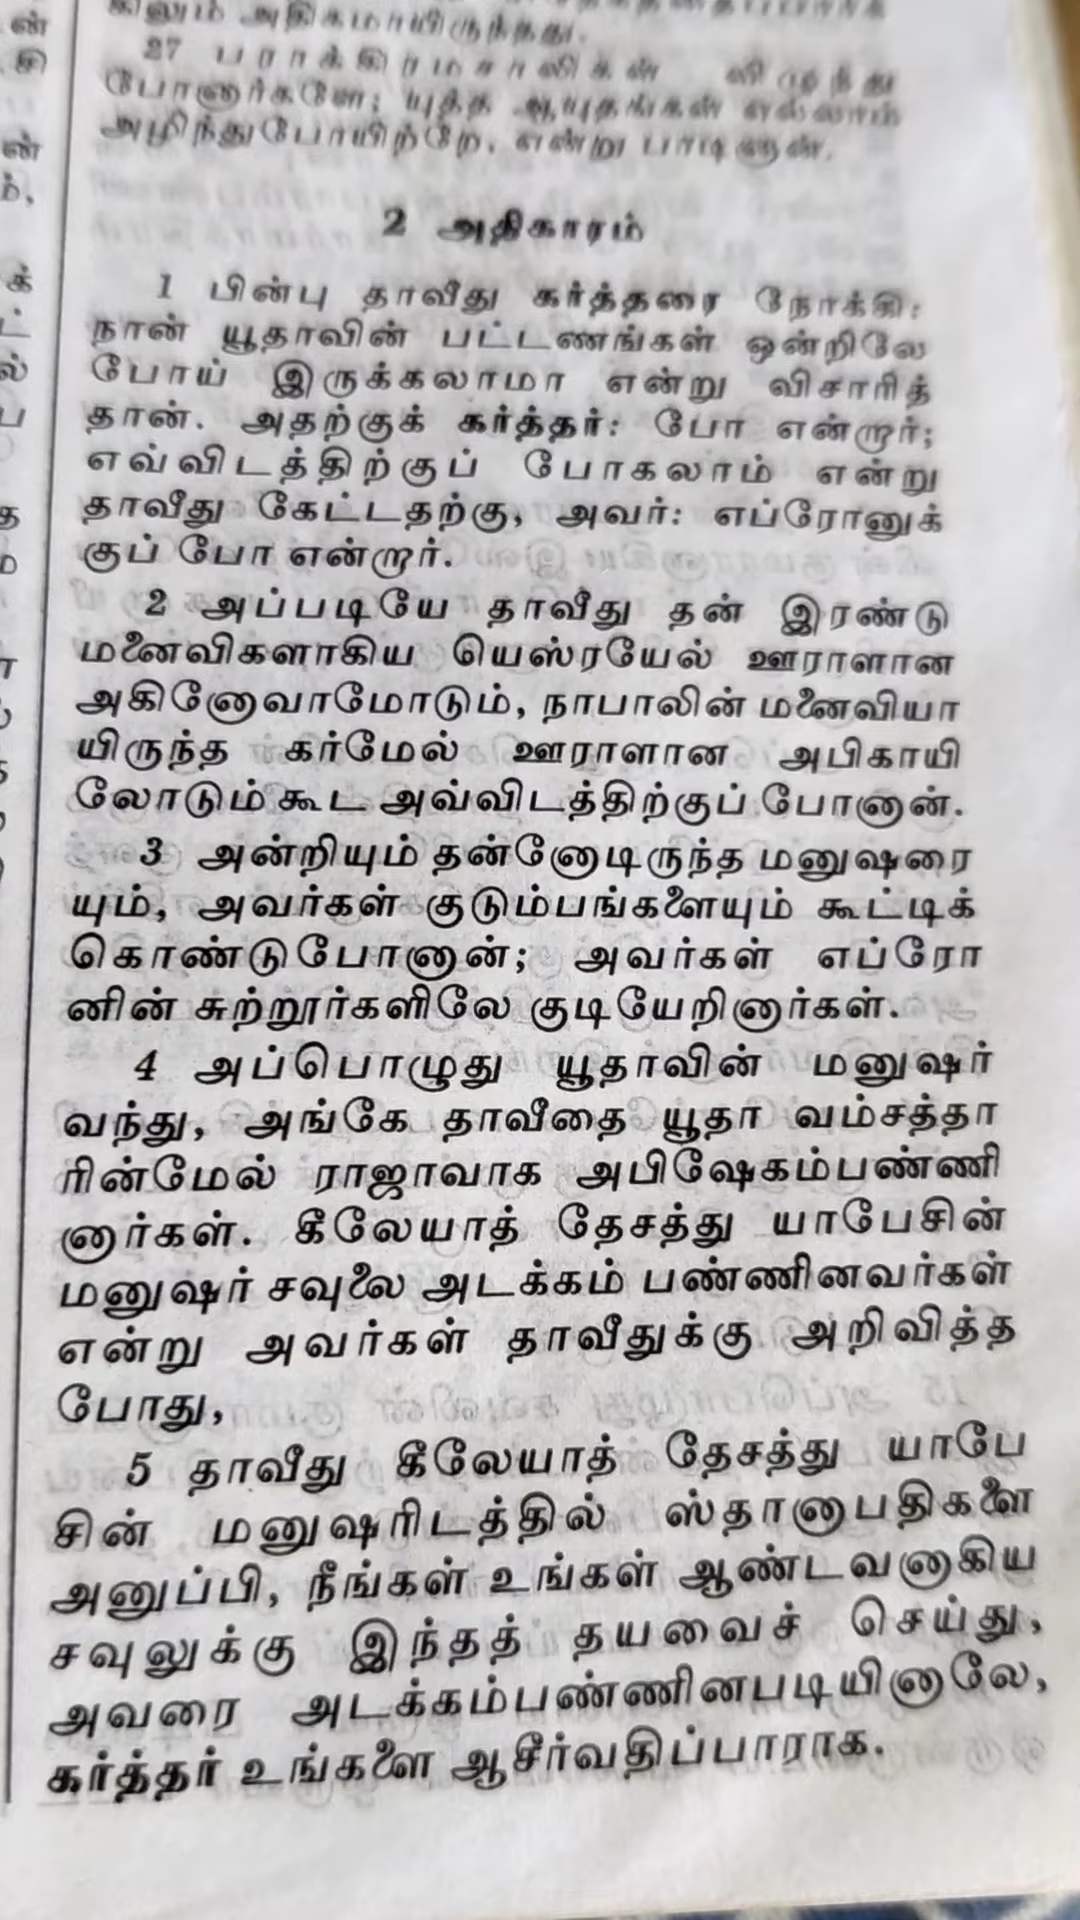 கிலும் அதிகமாயிருந்தது.
27 பராக்கிரமசாலிகள் விழுந்து
போனார்களே; யுத்த ஆயுதங்கள் எல்லாம்
அழிந்துபோயிற்றே, என்று பாடினான்.
2 அதிகாரம்
1 பின்பு தாவீது கர்த்தரை நோக்கி:
நான் யூதாவின் பட்டணங்கள் ஒன்றிலே
போய் இருக்கலாமா என்று விசாரித்
தான். அதற்குக் கர்த்தர்: போ என்றார்;
எவ்விடத்திற்குப் போகலாம் என்று
தாவீது கேட்டதற்கு, அவர்: எப்ரோனுக்
குப் போ என்றார்.
2 அப்படியே தாவீது தன் இரண்டு
மனைவிகளாகிய யெஸ்ரயேல் ஊராளான
அகினோவாமோடும், நாபாலின் மனைவியா
யிருந்த கர்மேல் ஊராளான அபிகாயி
லோடும் கூட அவ்விடத்திற்குப் போனான்.
3 அன்றியும் தன்னோடிருந்த மனுஷரை
யும், அவர்கள் குடும்பங்களையும் கூட்டிக்
கொண்டுபோனான்; அவர்கள் எப்ரோ
னின் சுற்றூர்களிலே குடியேறினார்கள்.
4 அப்பொழுது யூதாவின் மனுஷர்
வந்து, அங்கே தாவீதை யூதா வம்சத்தா
ரின்மேல் ராஜாவாக அபிஷேகம்பண்ணி
னார்கள். கீலேயாத் தேசத்து யாபேசின்
மனுஷர் சவுலை அடக்கம் பண்ணினவர்கள்
என்று அவர்கள் தாவீதுக்கு அறிவித்த
போது,
5 தாவீது கீலேயாத் தேசத்து யாபே
சின் மனுஷரிடத்தில் ஸ்தானாபதிகளை
அனுப்பி, நீங்கள் உங்கள் ஆண்டவனாகிய
சவுலுக்கு இந்தத் தயவைச் செய்து,
அவரை அடக்கம்பண்ணினபடியினாலே,
கர்த்தர் உங்களை ஆசீர்வதிப்பாராக.